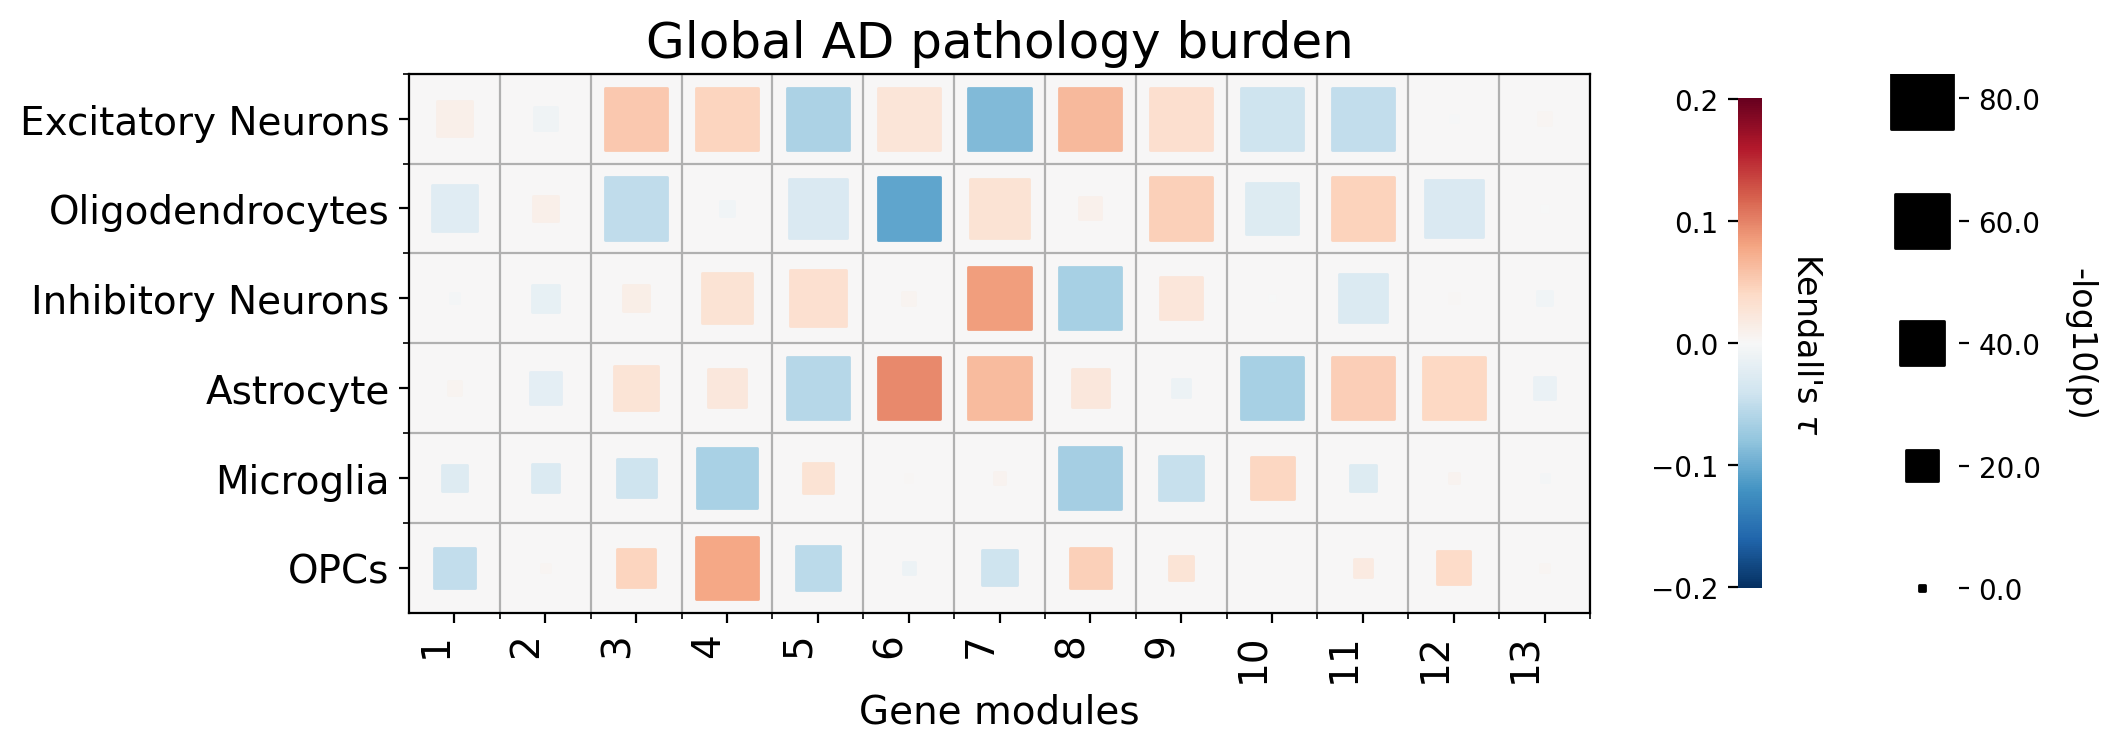 Global AD pathology burden
Excitatory Neurons
Oligodendrocytes
Inhibitory Neurons
Astrocyte
Microglia
OPCs
1 2 3 4 5 6 7 8 9 10 11 12 13
Gene modules
0.2
0.1
0.0
−0.1
−0.2
Kendall's τ
80.0
60.0
40.0
20.0
0.0
-log10(p)